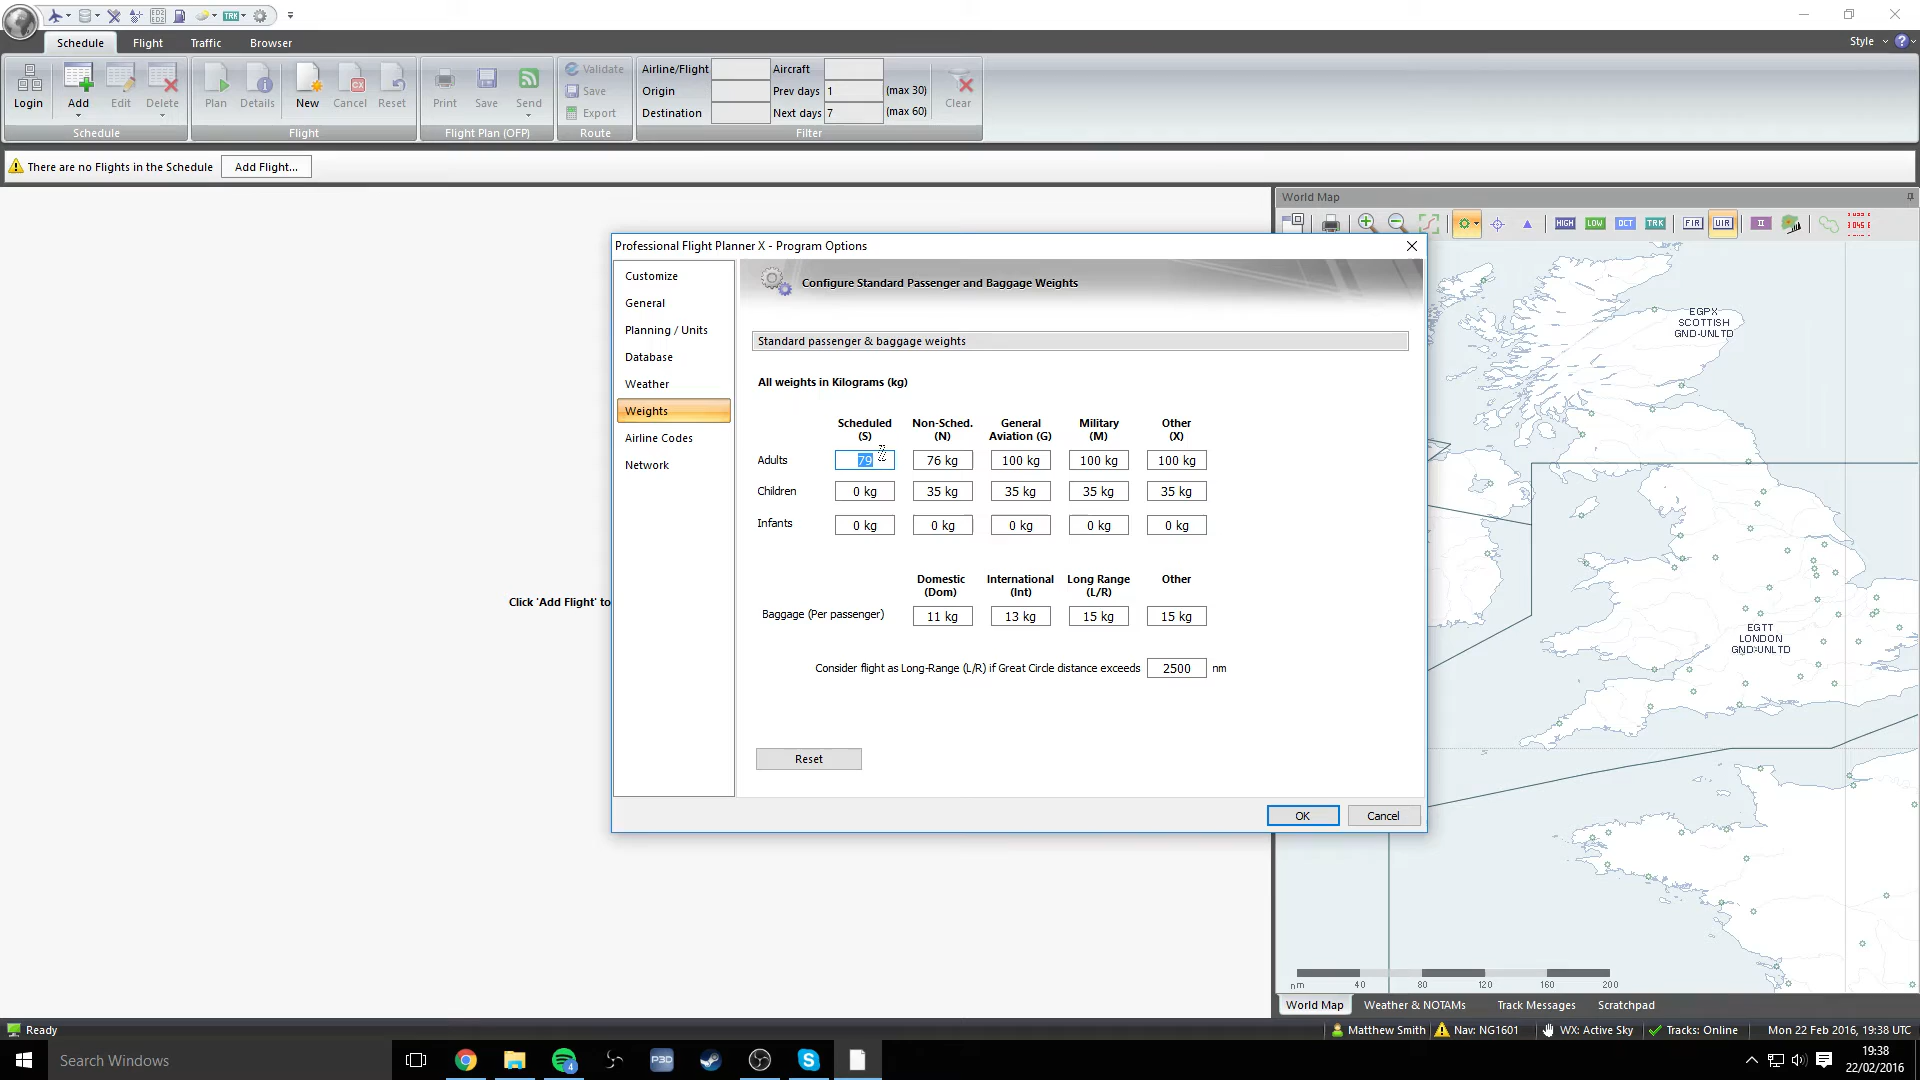 ED2
ED2
TRK
Schedule Flight Traffic Browser Style
Login Add Edit Delete Plan Details New Cancel Reset Print Save Send
Validate
Save
Export
Airline/Flight Aircraft
Origin Prev days 1 (max 30)
Destination Next days 7 (max 60)
Clear
Schedule Flight Flight Plan (OFP) Route Filter
There are no Flights in the Schedule Add Flight...
World Map
HIGH LOW DCT TRK FIR UIR
Professional Flight Planner X - Program Options
Customize
General
Planning / Units
Database
Weather
Weights
Airline Codes
Network
Configure Standard Passenger and Baggage Weights
Standard passenger & baggage weights
All weights in Kilograms (kg)
Scheduled (S) Non-Sched. (N) General Aviation (G) Military (M) Other (X)
Adults 79 76 kg 100 kg 100 kg 100 kg
Children 0 kg 35 kg 35 kg 35 kg 35 kg
Infants 0 kg 0 kg 0 kg 0 kg 0 kg
Domestic (Dom) International (Int) Long Range (L/R) Other
Baggage (Per passenger) 11 kg 13 kg 15 kg 15 kg
Consider flight as Long-Range (L/R) if Great Circle distance exceeds 2500 nm
Reset
OK Cancel
Click 'Add Flight' to
EGPX
SCOTTISH
GND-UNLTD
EGTT
LONDON
GND-UNLTD
nm 40 80 120 160 200
World Map Weather & NOTAMs Track Messages Scratchpad
Ready Matthew Smith Nav: NG1601 WX: Active Sky Tracks: Online Mon 22 Feb 2016, 19:38 UTC
Search Windows
4
P3D
19:38
22/02/2016